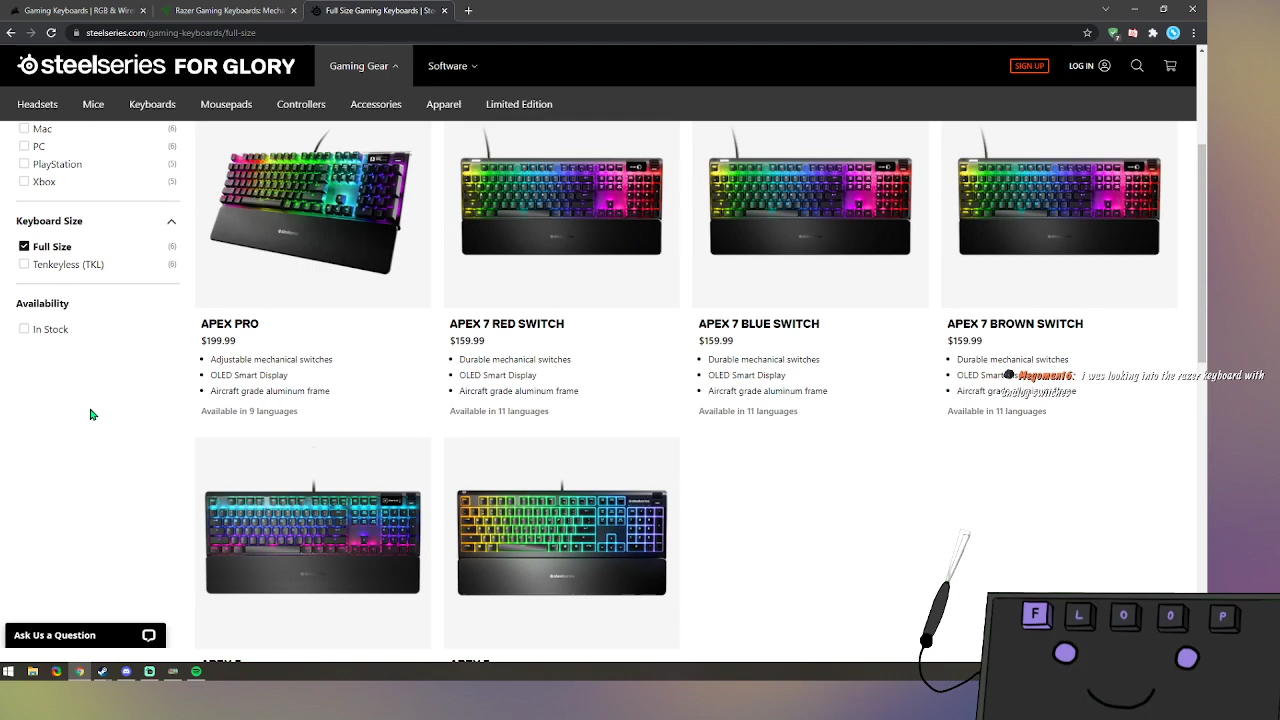 Gaming Keyboards | RGB & Wirel
Razer Gaming Keyboards: Mecha
Full Size Gaming Keyboards | Ste
steelseries.com/gaming-keyboards/full-size
steelseries FOR GLORY
Gaming Gear
Software
SIGN UP
LOG IN
Headsets
Mice
Keyboards
Mousepads
Controllers
Accessories
Apparel
Limited Edition
Mac (6)
PC (6)
PlayStation (5)
Xbox (5)
Keyboard Size
Full Size (6)
Tenkeyless (TKL) (6)
Availability
In Stock
APEX PRO
$199.99
Adjustable mechanical switches
OLED Smart Display
Aircraft grade aluminum frame
Available in 9 languages
APEX 7 RED SWITCH
$159.99
Durable mechanical switches
OLED Smart Display
Aircraft grade aluminum frame
Available in 11 languages
APEX 7 BLUE SWITCH
$159.99
Durable mechanical switches
OLED Smart Display
Aircraft grade aluminum frame
Available in 11 languages
APEX 7 BROWN SWITCH
$159.99
Durable mechanical switches
OLED Smart
Aircraft
Available in 11 languages
Megoman16: i was looking into the razer keyboard with
analog switches
Ask Us a Question
F L O O P